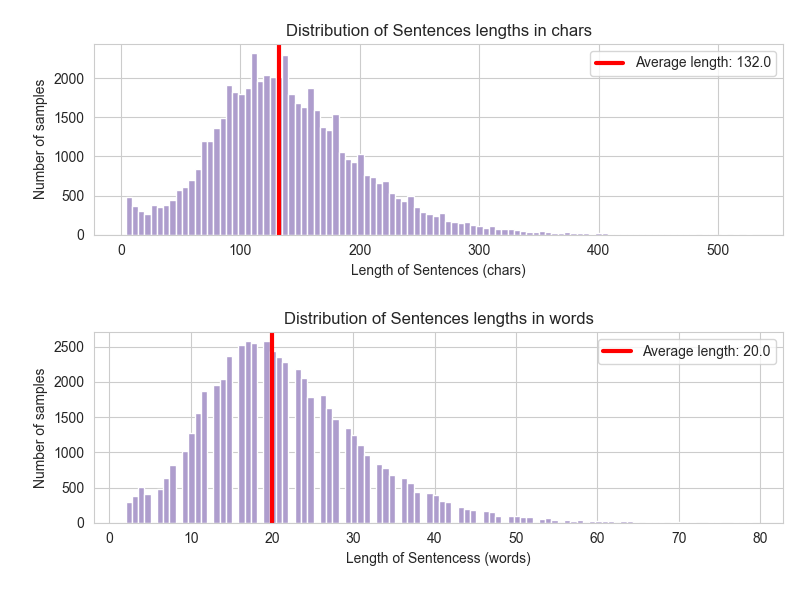 Distribution of Sentences lengths in chars
Average length: 132.0
Number of samples
2000
1500
1000
500
0
0 100 200 300 400 500
Length of Sentences (chars)
Distribution of Sentences lengths in words
Average length: 20.0
Number of samples
2500
2000
1500
1000
500
0
0 10 20 30 40 50 60 70 80
Length of Sentencess (words)